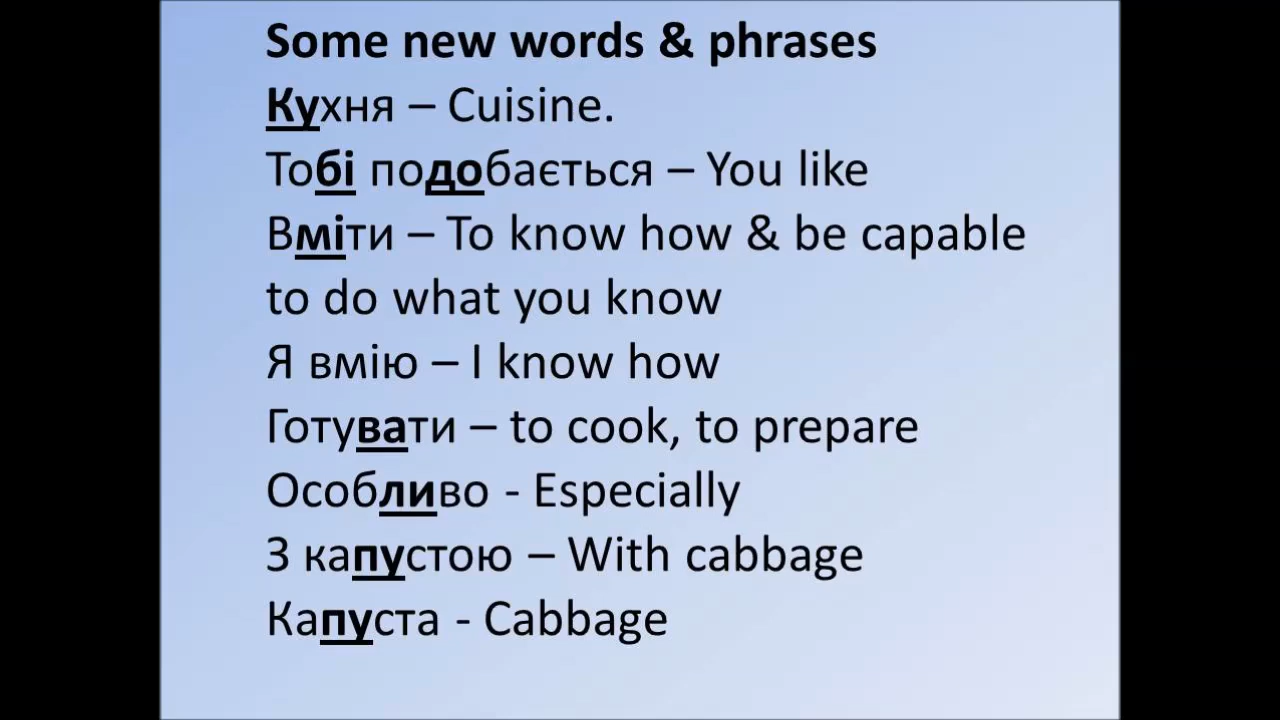 Some new words & phrases
Кухня – Cuisine.
Тобі подобається – You like
Вміти – To know how & be capable
to do what you know
Я вмію – I know how
Готувати – to cook, to prepare
Особливо - Especially
З капустою – With cabbage
Капуста - Cabbage